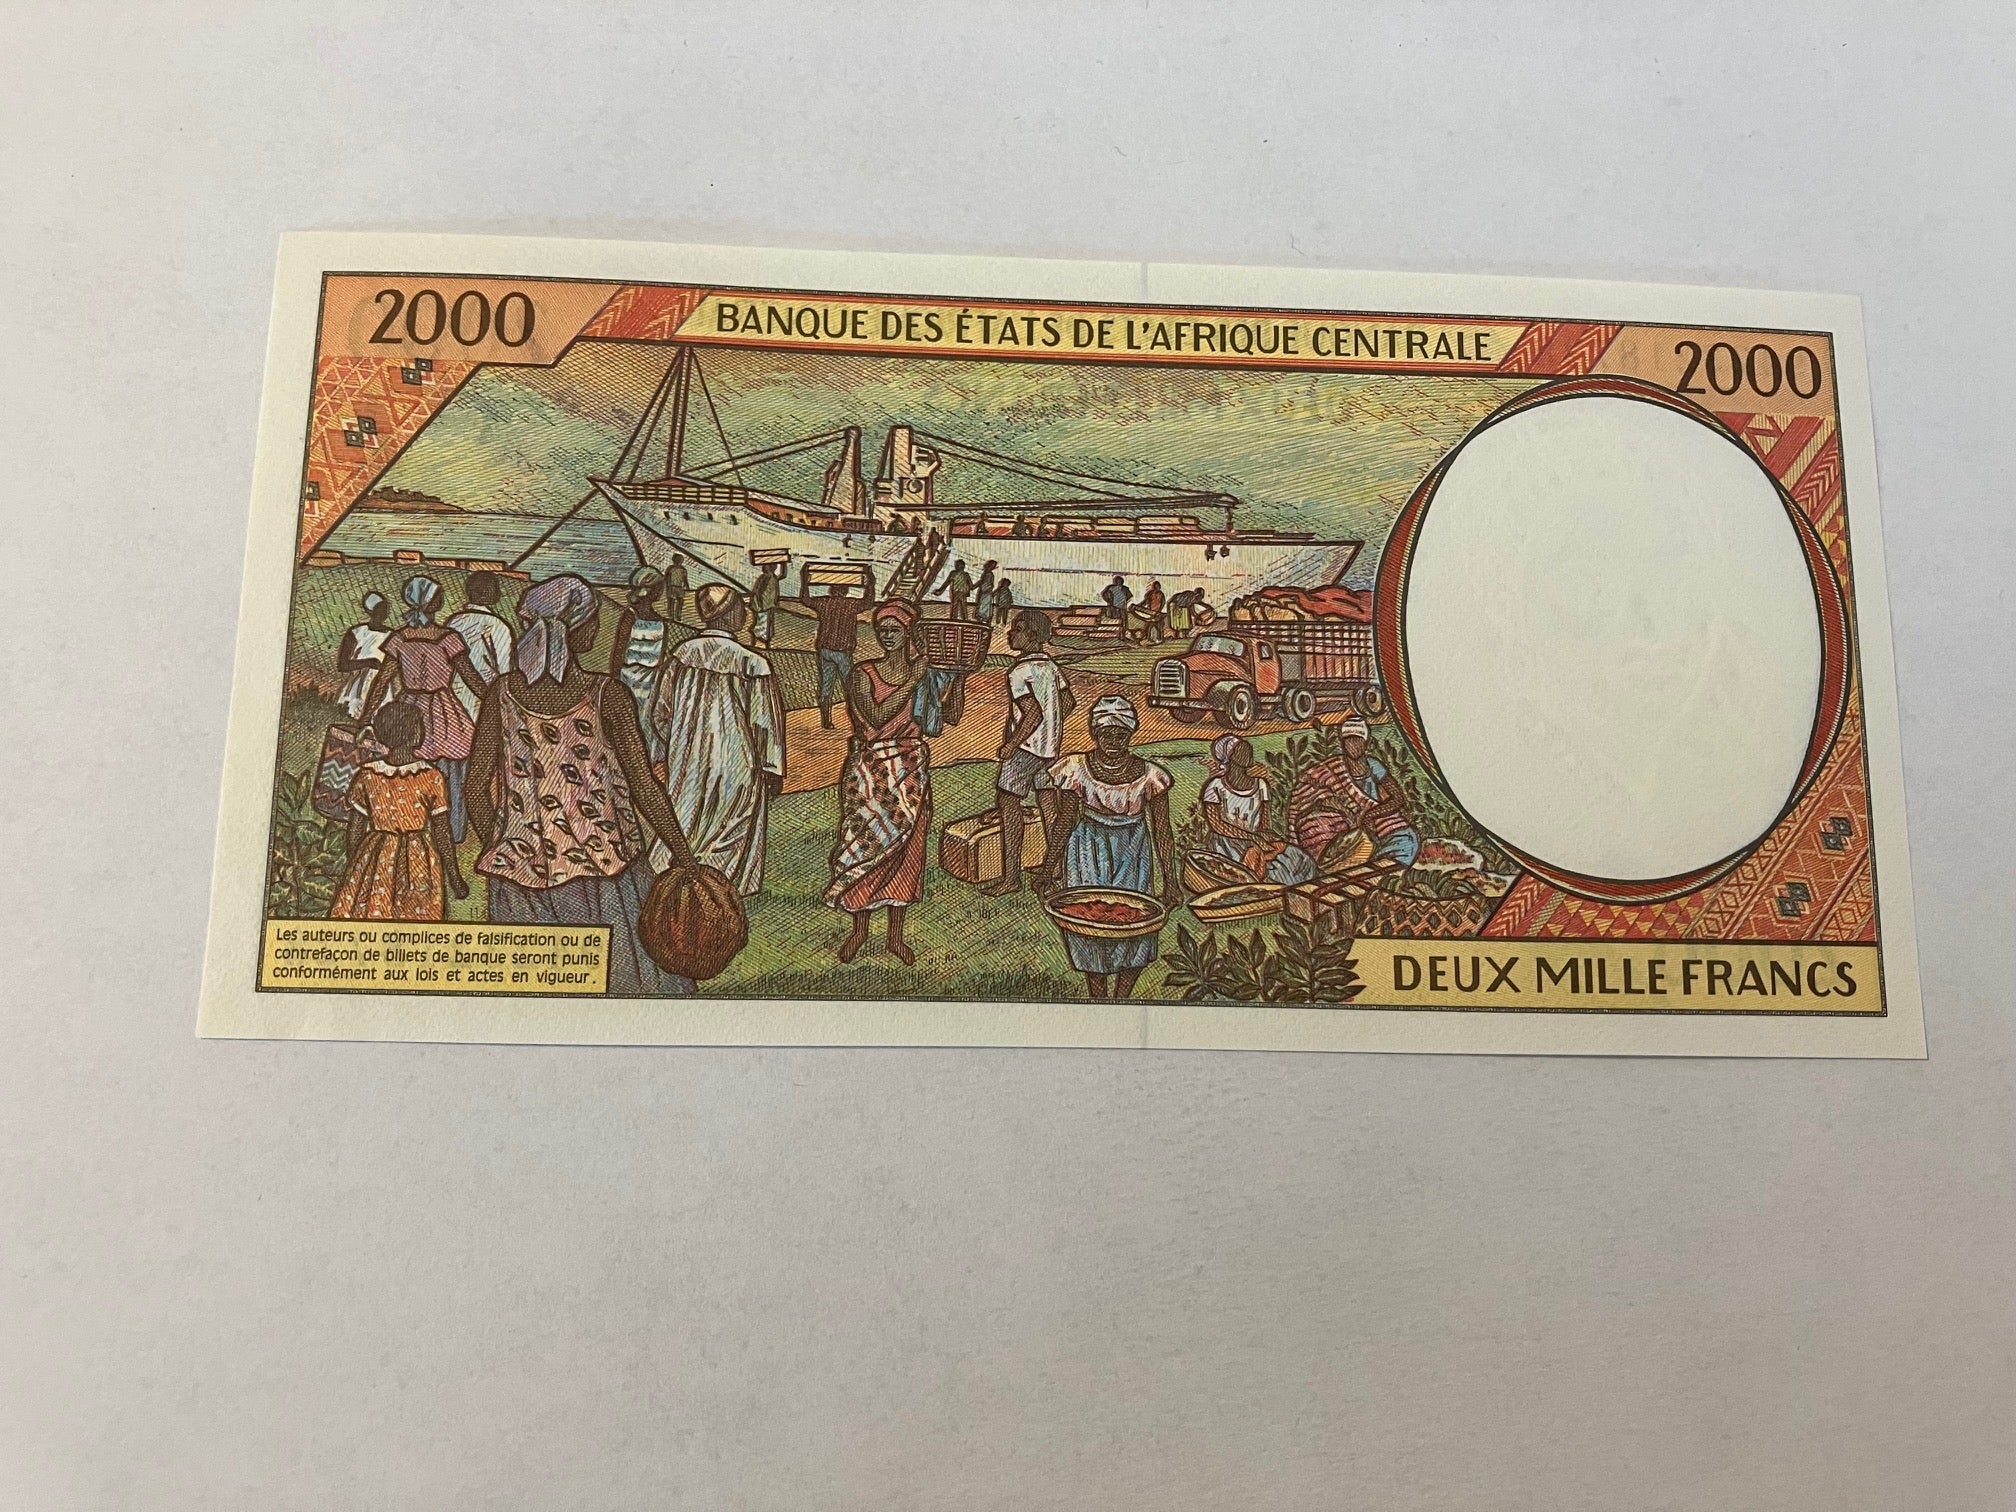 2000
BANQUE DES ÉTATS DE L'AFRIQUE CENTRALE
2000
Les auteurs ou complices de falsification ou de
contrefaçon de billets de banque seront punis
conformément aux lois et actes en vigueur.
DEUX MILLE FRANCS